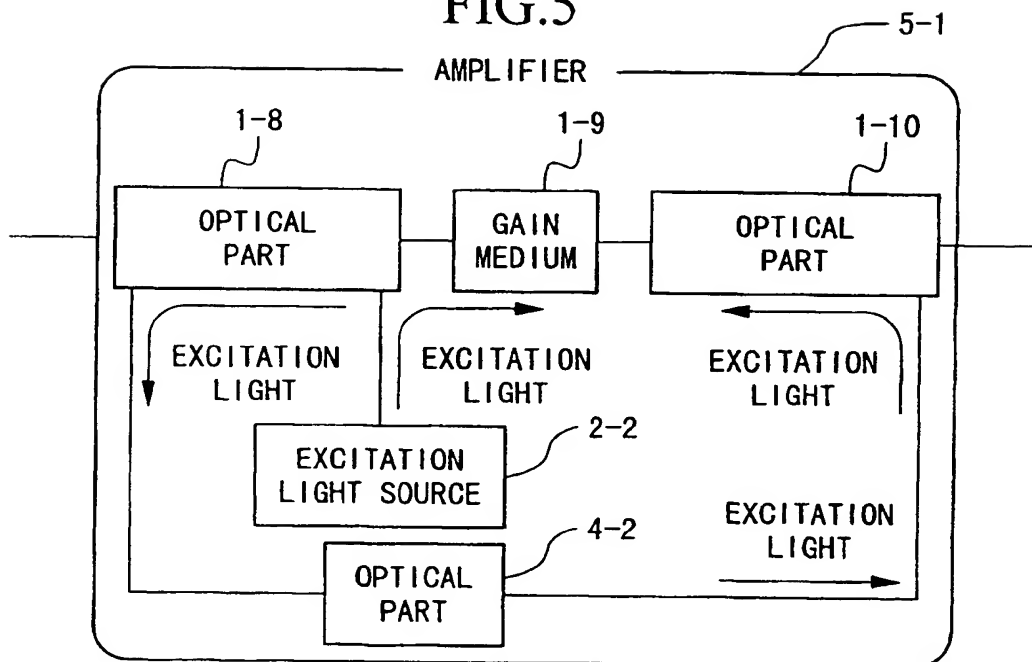 FIG.5
5-1
AMPLIFIER
1-8
1-9
1-10
OPTICAL
PART
GAIN
MEDIUM
OPTICAL
PART
EXCITATION
LIGHT
EXCITATION
LIGHT
EXCITATION
LIGHT
2-2
EXCITATION
LIGHT SOURCE
4-2
EXCITATION
LIGHT
OPTICAL
PART